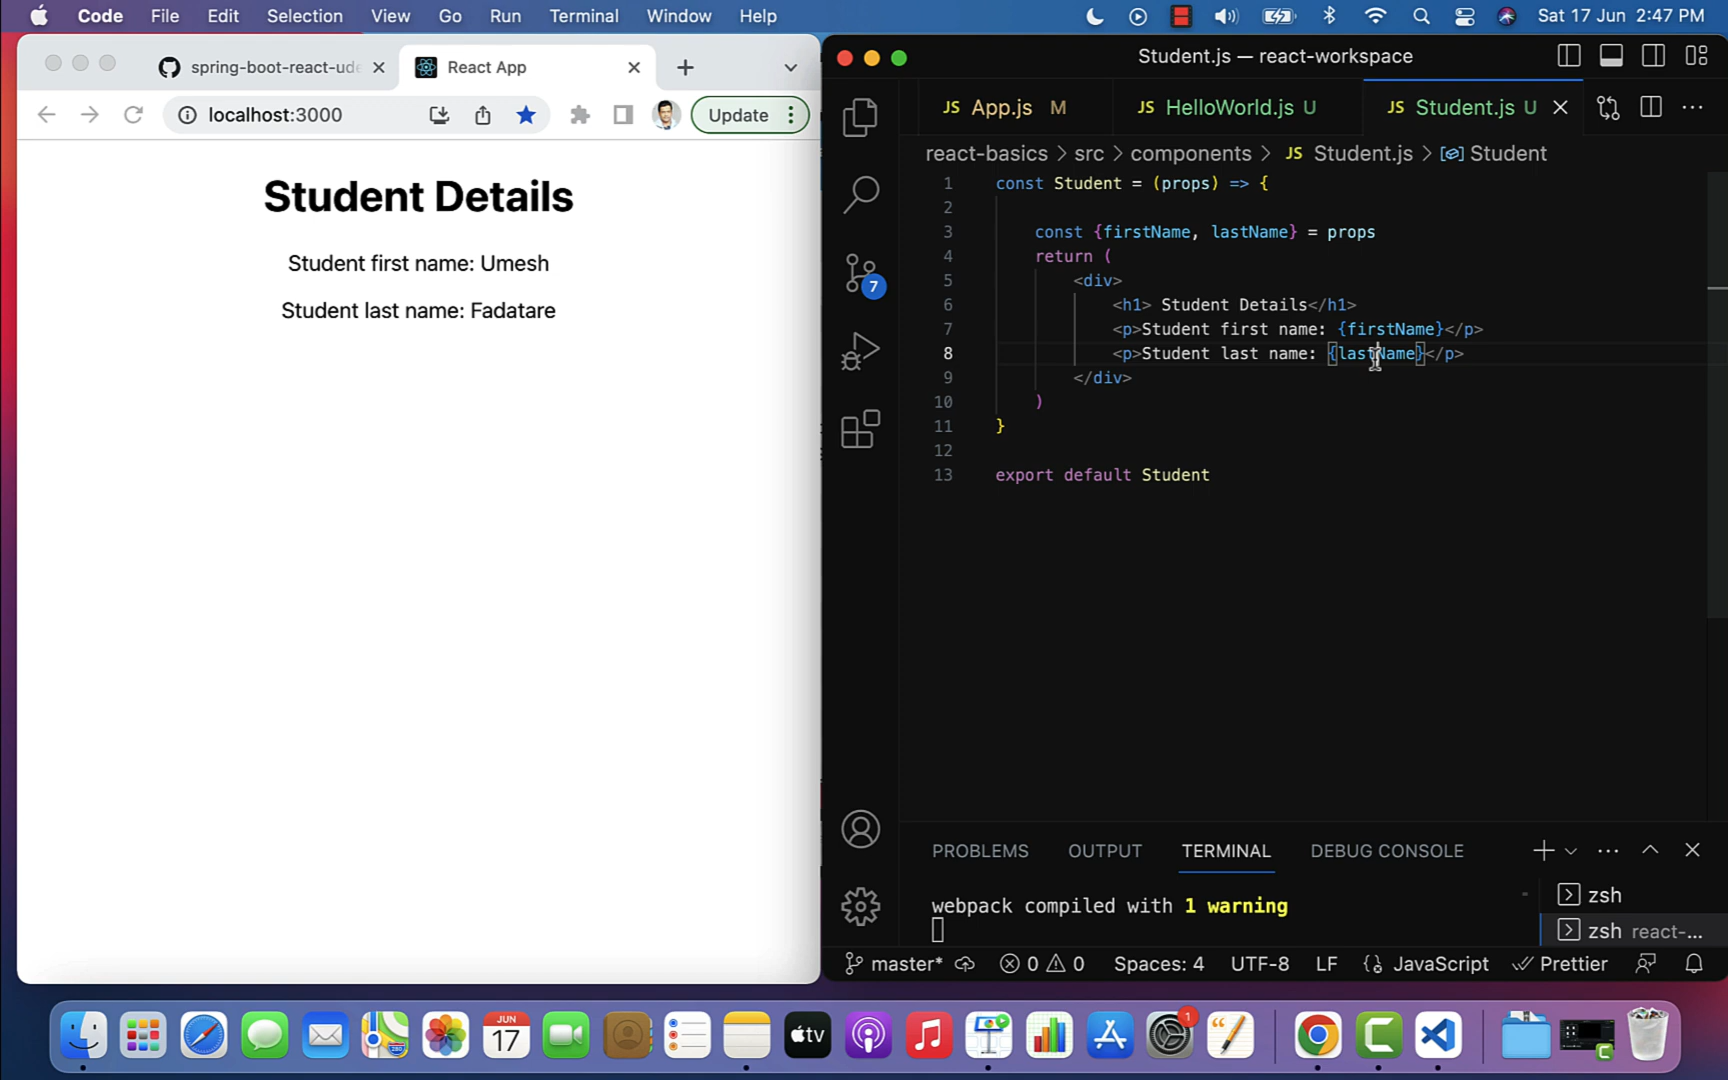 Code File Edit Selection View Go Run Terminal Window Help Sat 17 Jun 2:47 PM
spring-boot-react-ude
React App
localhost:3000
Update
Student Details
Student first name: Umesh
Student last name: Fadatare
Student.js — react-workspace
JS App.js M
JS HelloWorld.js U
JS Student.js U
react-basics > src > components > JS Student.js > Student
1 const Student = (props) => {
2
3 const {firstName, lastName} = props
4 return (
5 <div>
6 <h1> Student Details</h1>
7 <p>Student first name: {firstName}</p>
8 <p>Student last name: {lastName}</p>
9 </div>
10 )
11 }
12
13 export default Student
7
PROBLEMS OUTPUT TERMINAL DEBUG CONSOLE
webpack compiled with 1 warning
zsh
zsh react-...
master* 0 0 Spaces: 4 UTF-8 LF JavaScript Prettier
JUN
17
tv
1